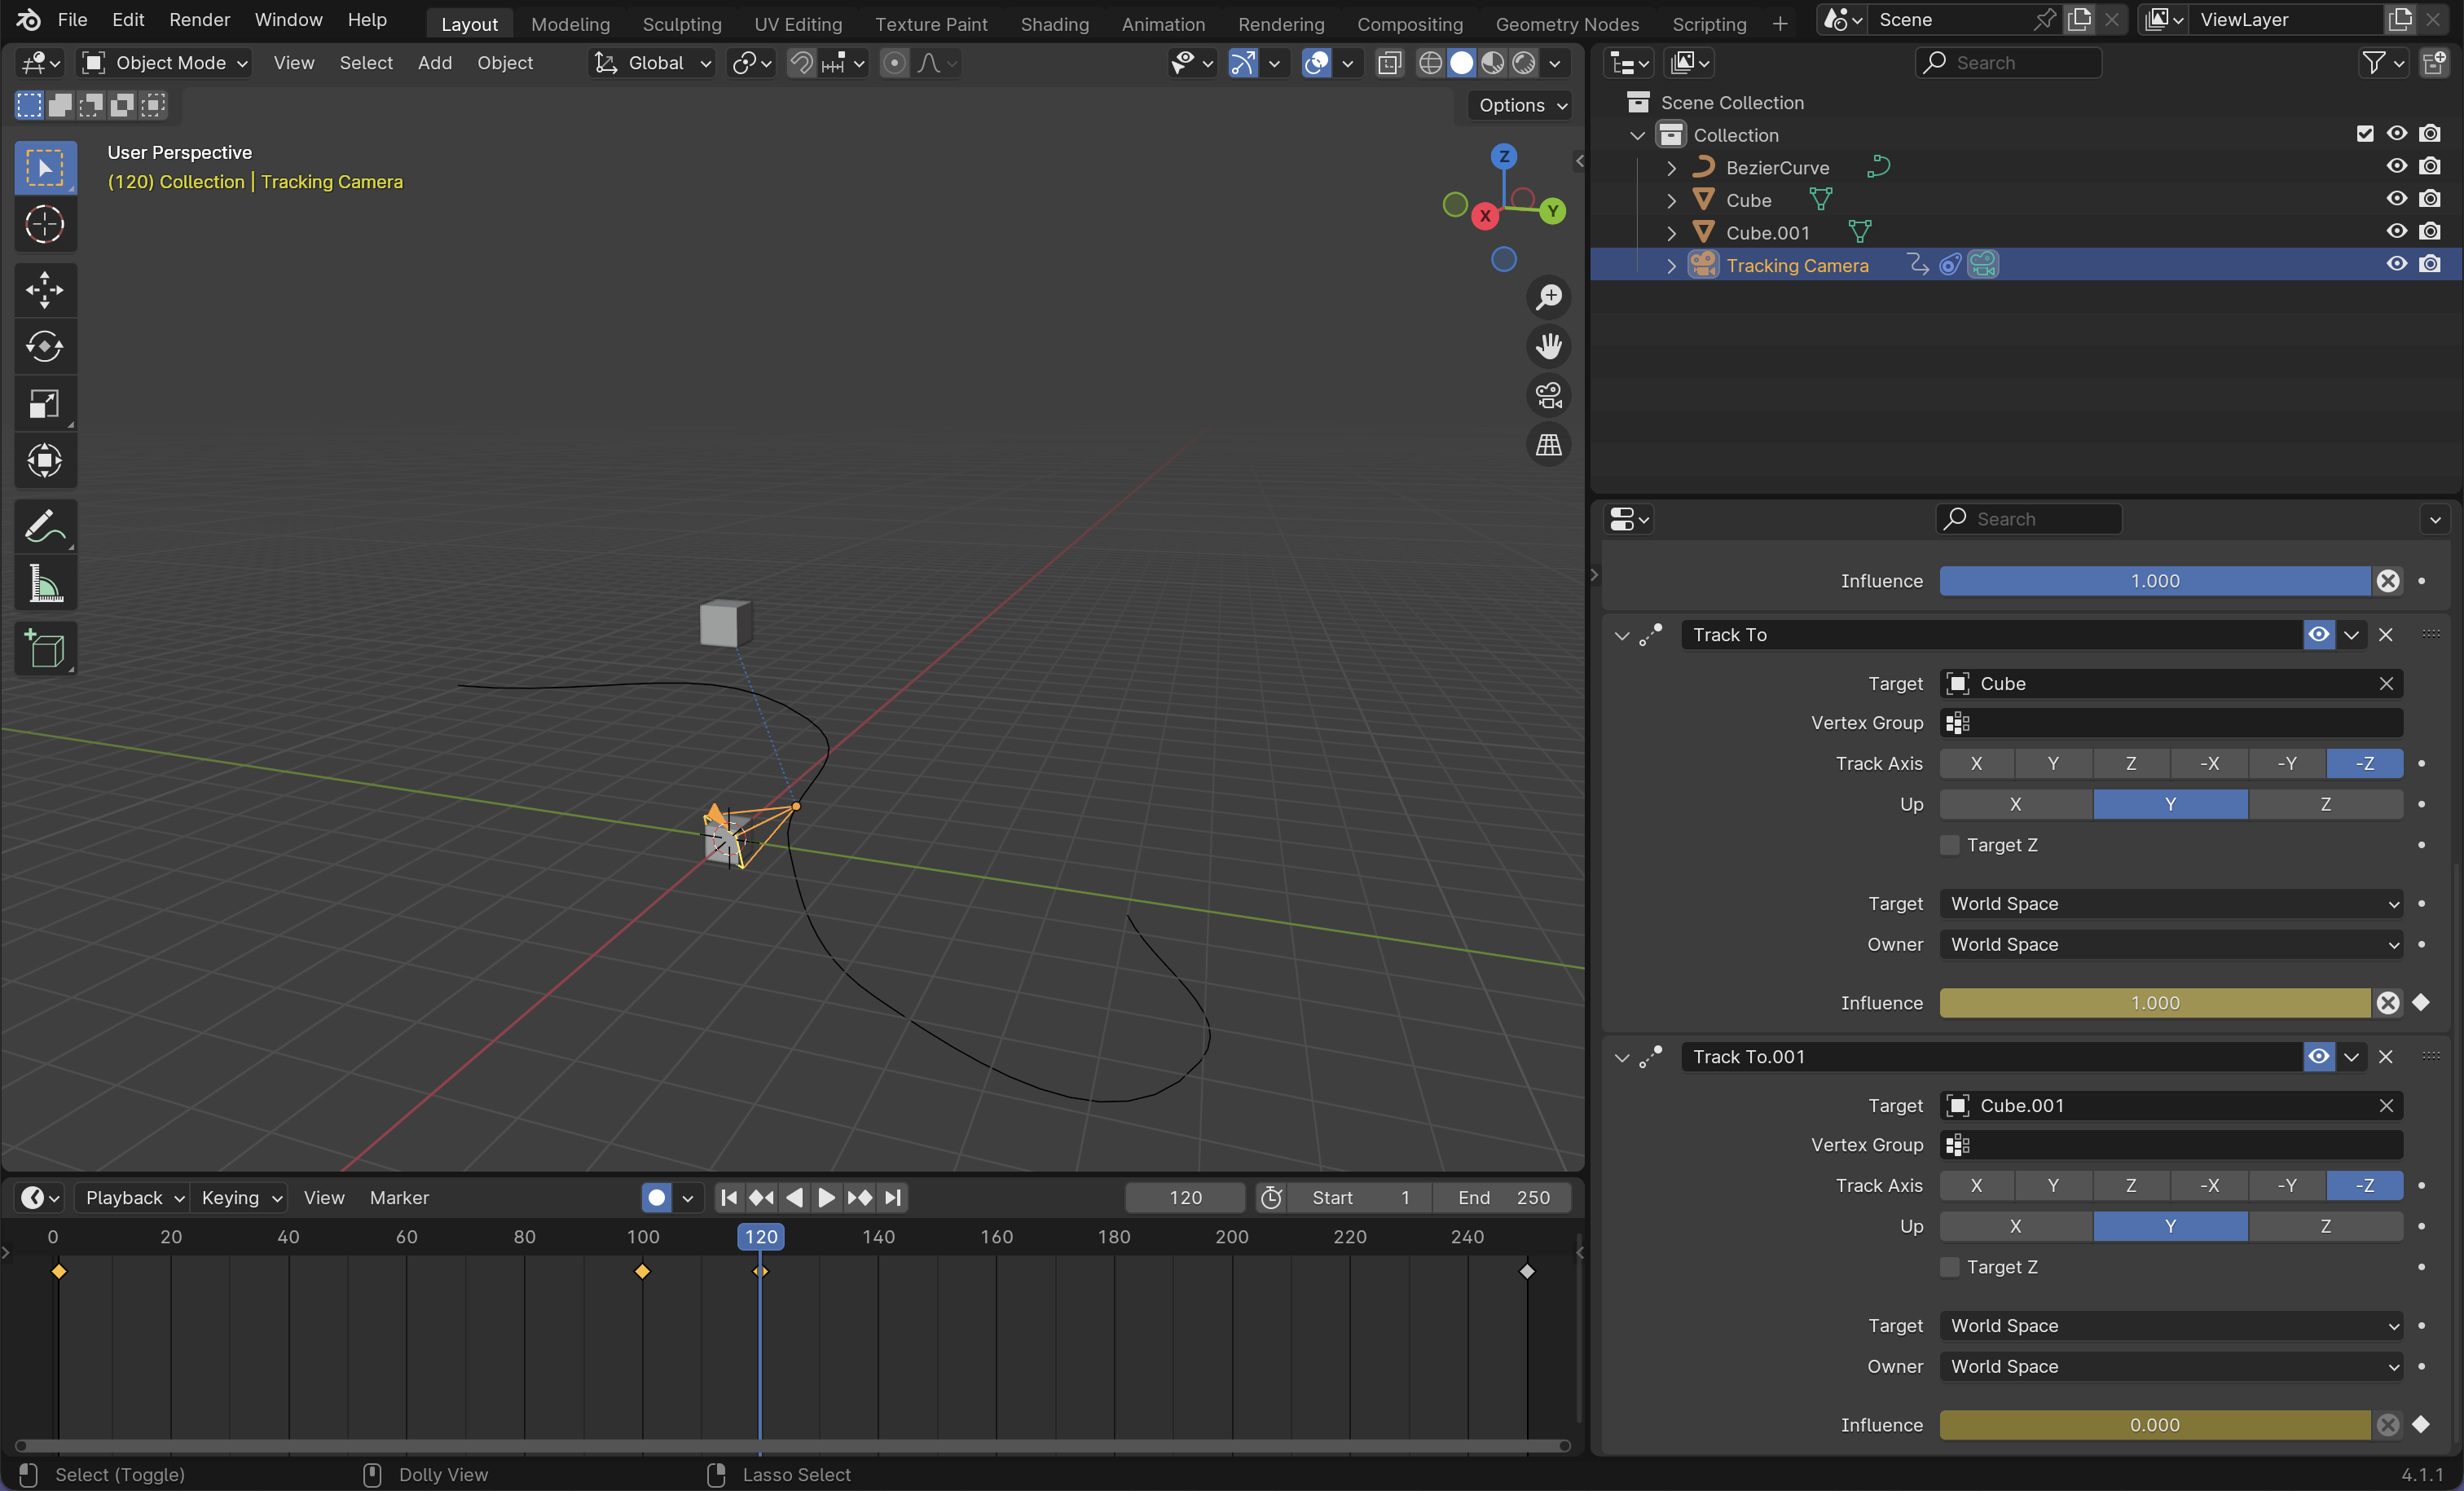 File Edit Render Window Help Layout Modeling Sculpting UV Editing Texture Paint Shading Animation Rendering Compositing Geometry Nodes Scripting + Scene ViewLayer
Object Mode View Select Add Object Global Search
Options
User Perspective
(120) Collection | Tracking Camera
Z
X
Y
Scene Collection
Collection
BezierCurve
Cube
Cube.001
Tracking Camera
Search
Influence 1.000
Track To
Target Cube
Vertex Group
Track Axis X Y Z -X -Y -Z
Up X Y Z
Target Z
Target World Space
Owner World Space
Influence 1.000
Track To.001
Target Cube.001
Vertex Group
Track Axis X Y Z -X -Y -Z
Up X Y Z
Target Z
Target World Space
Owner World Space
Influence 0.000
Playback Keying View Marker 120 Start 1 End 250
0 20 40 60 80 100 120 140 160 180 200 220 240
Select (Toggle) Dolly View Lasso Select 4.1.1